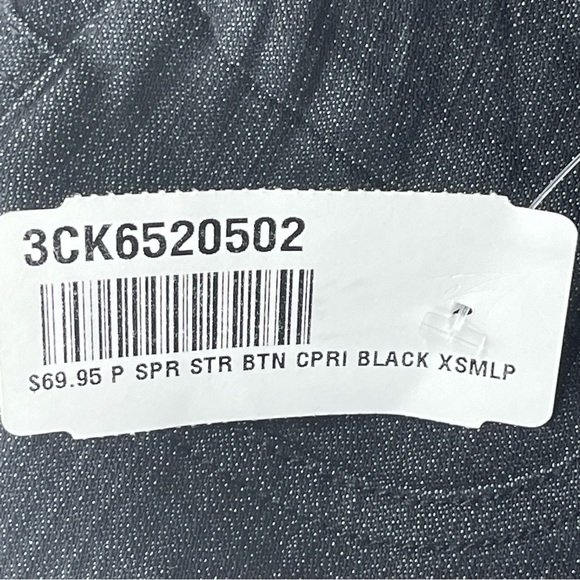 3CK6520502
$69.95 P SPR STR BTN CPRI BLACK XSMLP